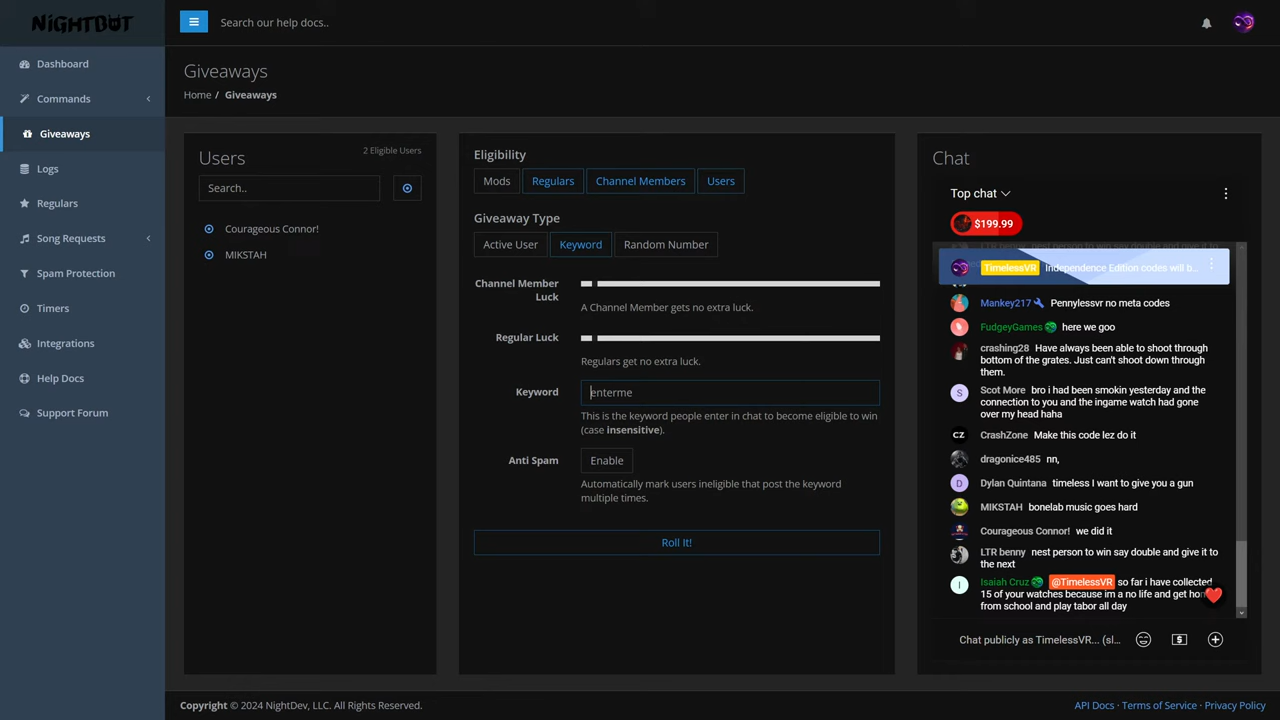 NiGHTBOT
Search our help docs..
Dashboard
Commands
Giveaways
Logs
Regulars
Song Requests
Spam Protection
Timers
Integrations
Help Docs
Support Forum
Giveaways
Home / Giveaways
Users
2 Eligible Users
Search..
Courageous Connor!
MIKSTAH
Eligibility
Mods
Regulars
Channel Members
Users
Giveaway Type
Active User
Keyword
Random Number
Channel Member
Luck
A Channel Member gets no extra luck.
Regular Luck
Regulars get no extra luck.
Keyword
enterme
This is the keyword people enter in chat to become eligible to win
(case insensitive).
Anti Spam
Enable
Automatically mark users ineligible that post the keyword
multiple times.
Roll It!
Chat
Top chat
$199.99
TimelessVR Independence Edition codes will b...
Mankey217 Pennylessvr no meta codes
FudgeyGames here we goo
crashing28 Have always been able to shoot through
bottom of the grates. Just can't shoot down through
them.
Scot More bro i had been smokin yesterday and the
connection to you and the ingame watch had gone
over my head haha
CZ
CrashZone Make this code lez do it
dragonice485 nn,
Dylan Quintana timeless I want to give you a gun
MIKSTAH bonelab music goes hard
Courageous Connor! we did it
LTR benny nest person to win say double and give it to
the next
Isaiah Cruz @TimelessVR so far i have collected
15 of your watches because im a no life and get ho
from school and play tabor all day
Chat publicly as TimelessVR... (sl...
Copyright © 2024 NightDev, LLC. All Rights Reserved.
API Docs · Terms of Service · Privacy Policy